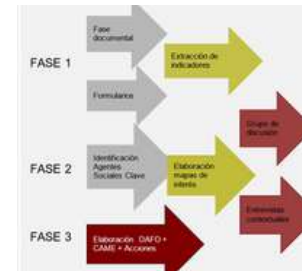 Fase
documental
FASE 1
Extracción de
indicadores
Formularios
Grupo de
discusión
Identificación
Agentes
Sociales Clave
FASE 2
Elaboración
mapas de
interés
Entrevistas
contextuales
FASE 3
Elaboración DAFO +
CAME + Acciones